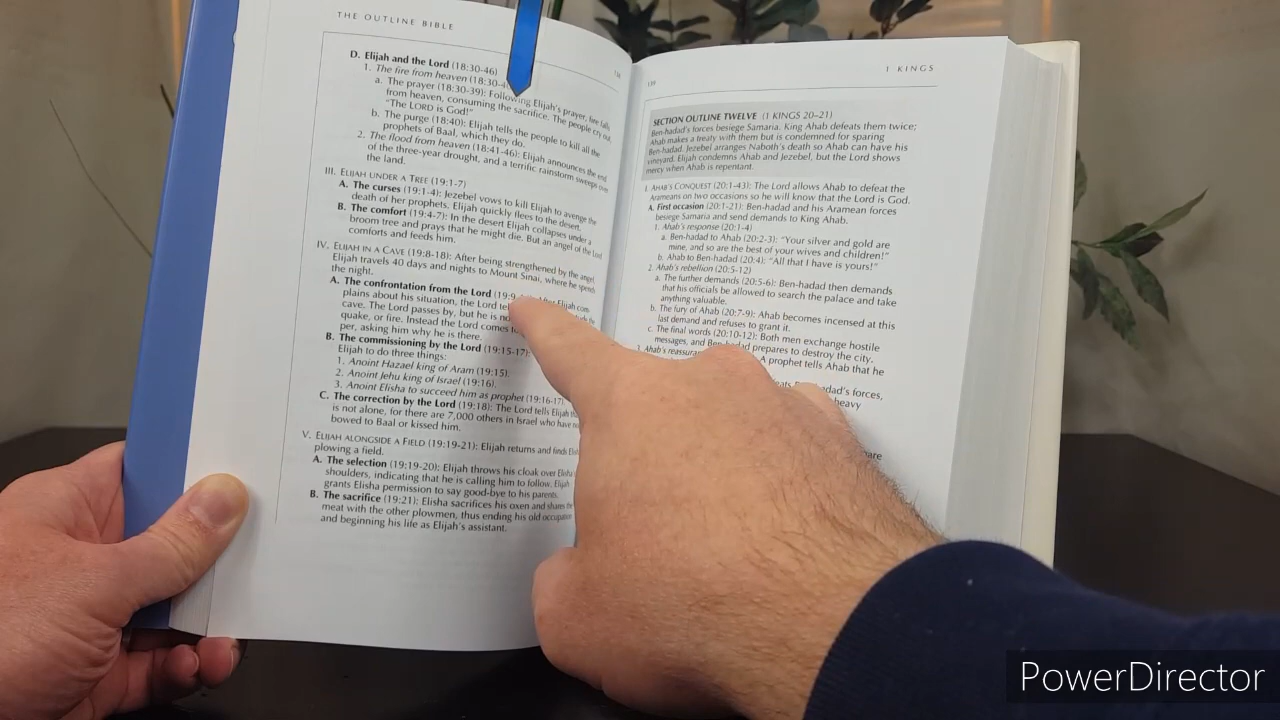 THE OUTLINE BIBLE
D. Elijah and the Lord (18:30-46)
1. The fire from heaven (18:30-4
a. The prayer (18:30-39): Following Elijah's prayer, fire falls
from heaven, consuming the sacrifice. The people cry out,
"The LORD is God!"
b. The purge (18:40): Elijah tells the people to kill all the
prophets of Baal, which they do.
2. The flood from heaven (18:41-46): Elijah announces the end
of the three-year drought, and a terrific rainstorm sweeps over
the land.
III. ELIJAH UNDER A TREE (19:1-7)
A. The curses (19:1-4): Jezebel vows to kill Elijah to avenge the
death of her prophets. Elijah quickly flees to the desert.
B. The comfort (19:4-7): In the desert Elijah collapses under a
broom tree and prays that he might die. But an angel of the Lord
comforts and feeds him.
IV. ELIJAH IN A CAVE (19:8-18): After being strengthened by the angel,
Elijah travels 40 days and nights to Mount Sinai, where he spends
the night.
A. The confrontation from the Lord (19:9 After Elijah com-
plains about his situation, the Lord
cave. The Lord passes by, but he is
quake, or fire. Instead the Lord comes
per, asking him why he is there.
B. The commissioning by the Lord (19:15-17):
Elijah to do three things:
1. Anoint Hazael king of Aram (19:15).
2. Anoint Jehu king of Israel (19:16).
3. Anoint Elisha to succeed him as prophet (19:16-17
C. The correction by the Lord (19:18): The Lord tells Elijah
is not alone, for there are 7,000 others in Israel who have
bowed to Baal or kissed him.
V. ELIJAH ALONGSIDE A FIELD (19:19-21): Elijah returns and finds
plowing a field.
A. The selection (19:19-20): Elijah throws his cloak over Elisha
shoulders, indicating that he is calling him to follow. Elijah
grants Elisha permission to say good-bye to his parents.
B. The sacrifice (19:21): Elisha sacrifices his oxen and shares the
meat with the other plowmen, thus ending his old occupation
and beginning his life as Elijah's assistant.
139
1 KINGS
SECTION OUTLINE TWELVE (1 KINGS 20–21)
Ben-hadad's forces besiege Samaria. King Ahab defeats them twice;
Ahab makes a treaty with them but is condemned for sparing
Ben-hadad. Jezebel arranges Naboth's death so Ahab can have his
vineyard. Elijah condemns Ahab and Jezebel, but the Lord shows
mercy when Ahab is repentant.
I. AHAB'S CONQUEST (20:1-43): The Lord allows Ahab to defeat the
Arameans on two occasions so he will know that the Lord is God.
A. First occasion (20:1-21): Ben-hadad and his Aramean forces
besiege Samaria and send demands to King Ahab.
1. Ahab's response (20:1-4)
a. Ben-hadad to Ahab (20:2-3): "Your silver and gold are
mine, and so are the best of your wives and children!"
b. Ahab to Ben-hadad (20:4): "All that I have is yours!"
2. Ahab's rebellion (20:5-12)
a. The further demands (20:5-6): Ben-hadad then demands
that his officials be allowed to search the palace and take
anything valuable.
b. The fury of Ahab (20:7-9): Ahab becomes incensed at this
last demand and refuses to grant it.
c. The final words (20:10-12): Both men exchange hostile
messages, and Ben-hadad prepares to destroy the city.
3. Ahab's reassura A prophet tells Ahab that he
hadad's forces,
heavy
PowerDirector